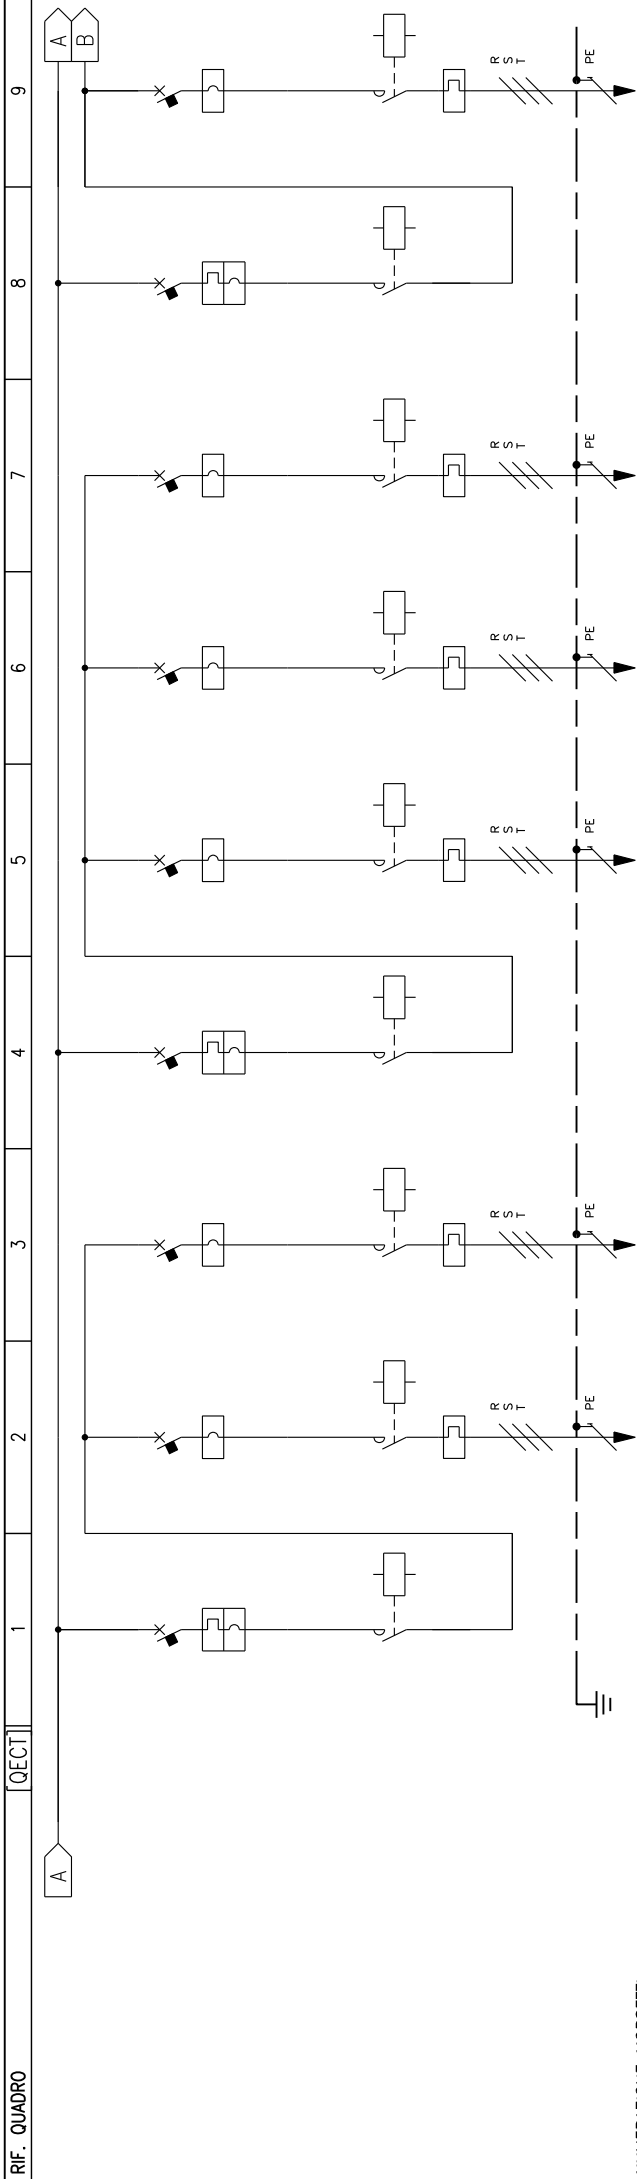 RIF. QUADRO
[QECT]
1
2
3
4
5
6
7
8
9
A
A
B
R S T
PE
R S T
PE
R S T
PE
R S T
PE
R S T
PE
R S T
PE